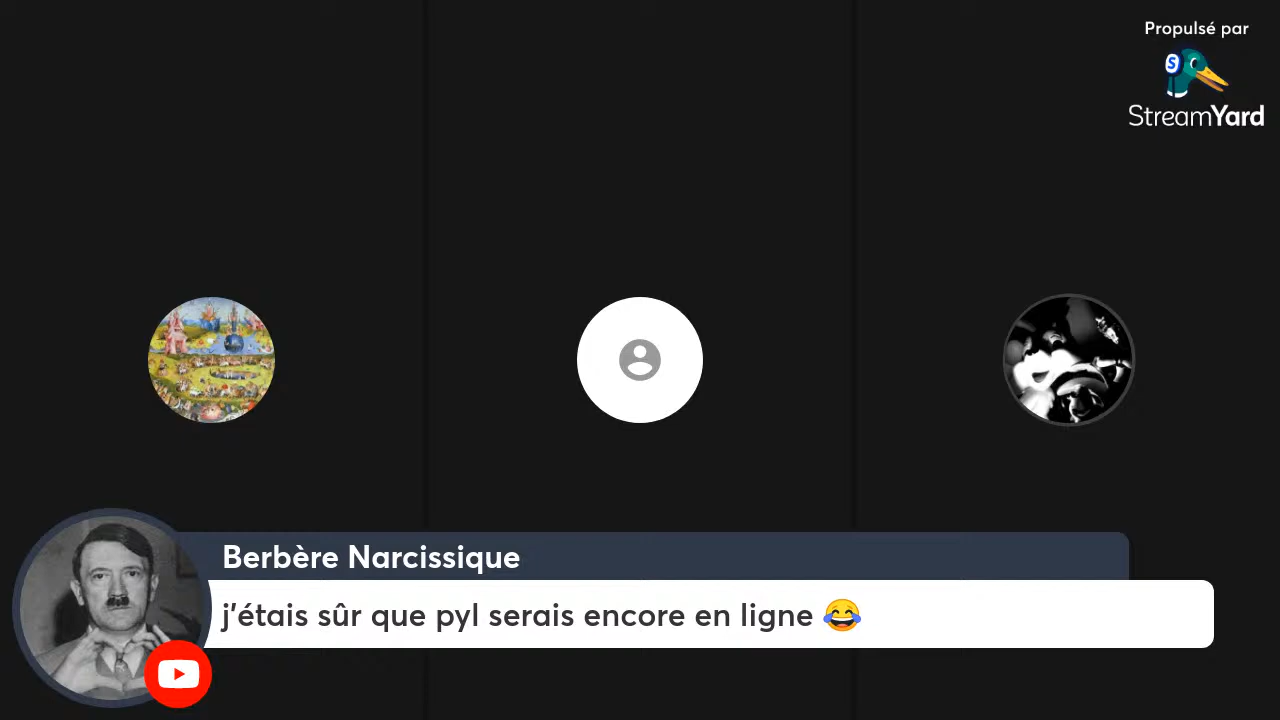 Propulsé par
S
StreamYard
Berbère Narcissique
j'étais sûr que pyl serais encore en ligne 😂